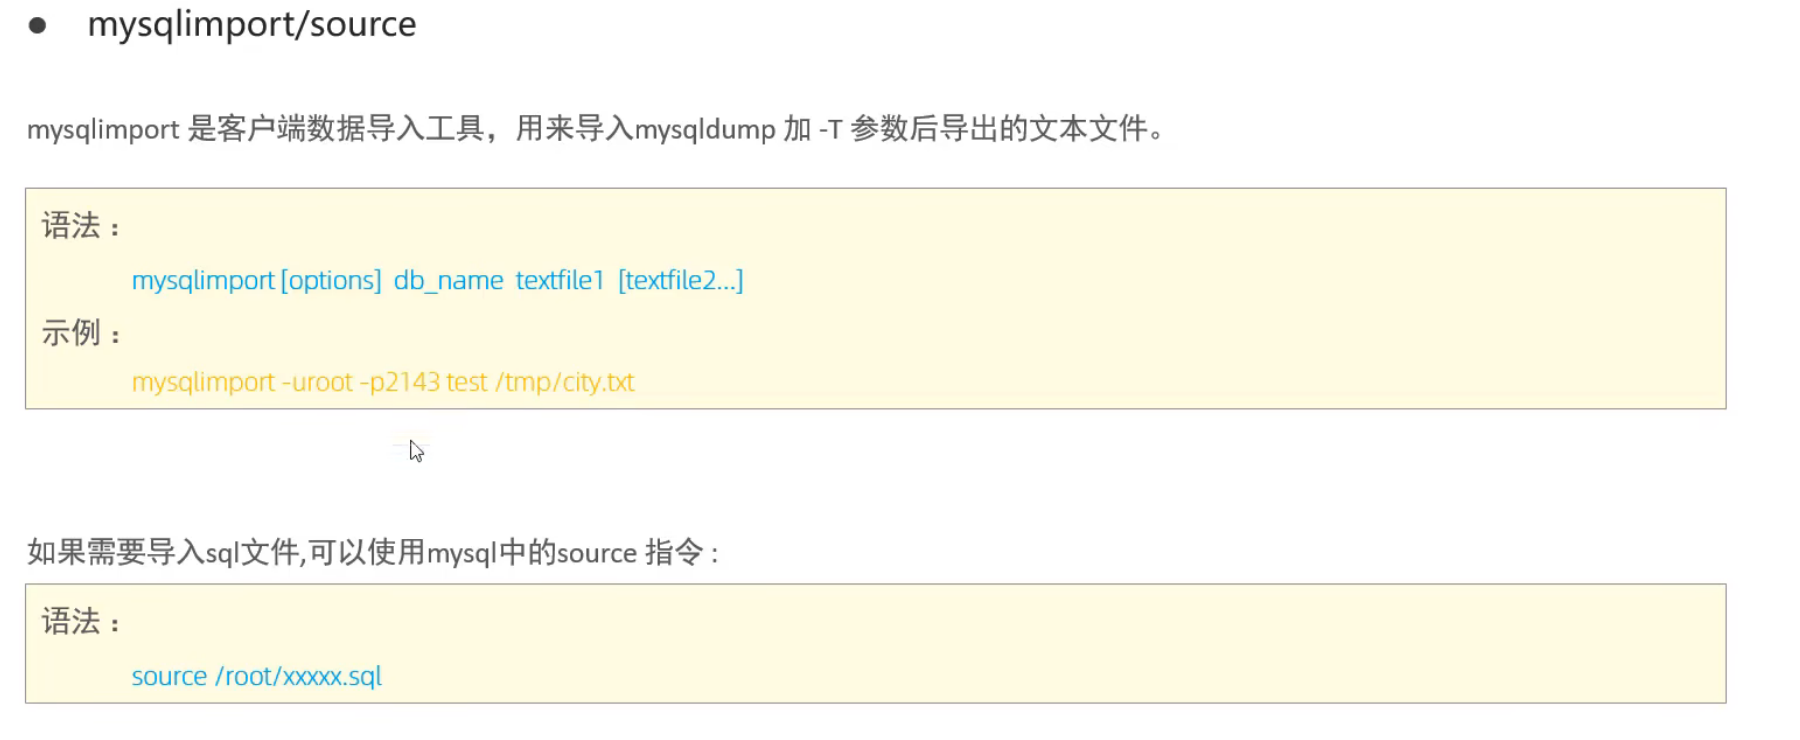 ● mysqlimport/source
mysqlimport 是客户端数据导入工具，用来导入mysqldump 加 -T 参数后导出的文本文件。
语法：
mysqlimport [options]  db_name  textfile1  [textfile2...]
示例：
mysqlimport -uroot -p2143 test /tmp/city.txt
如果需要导入sql文件,可以使用mysql中的source 指令 :
语法：
source /root/xxxxx.sql